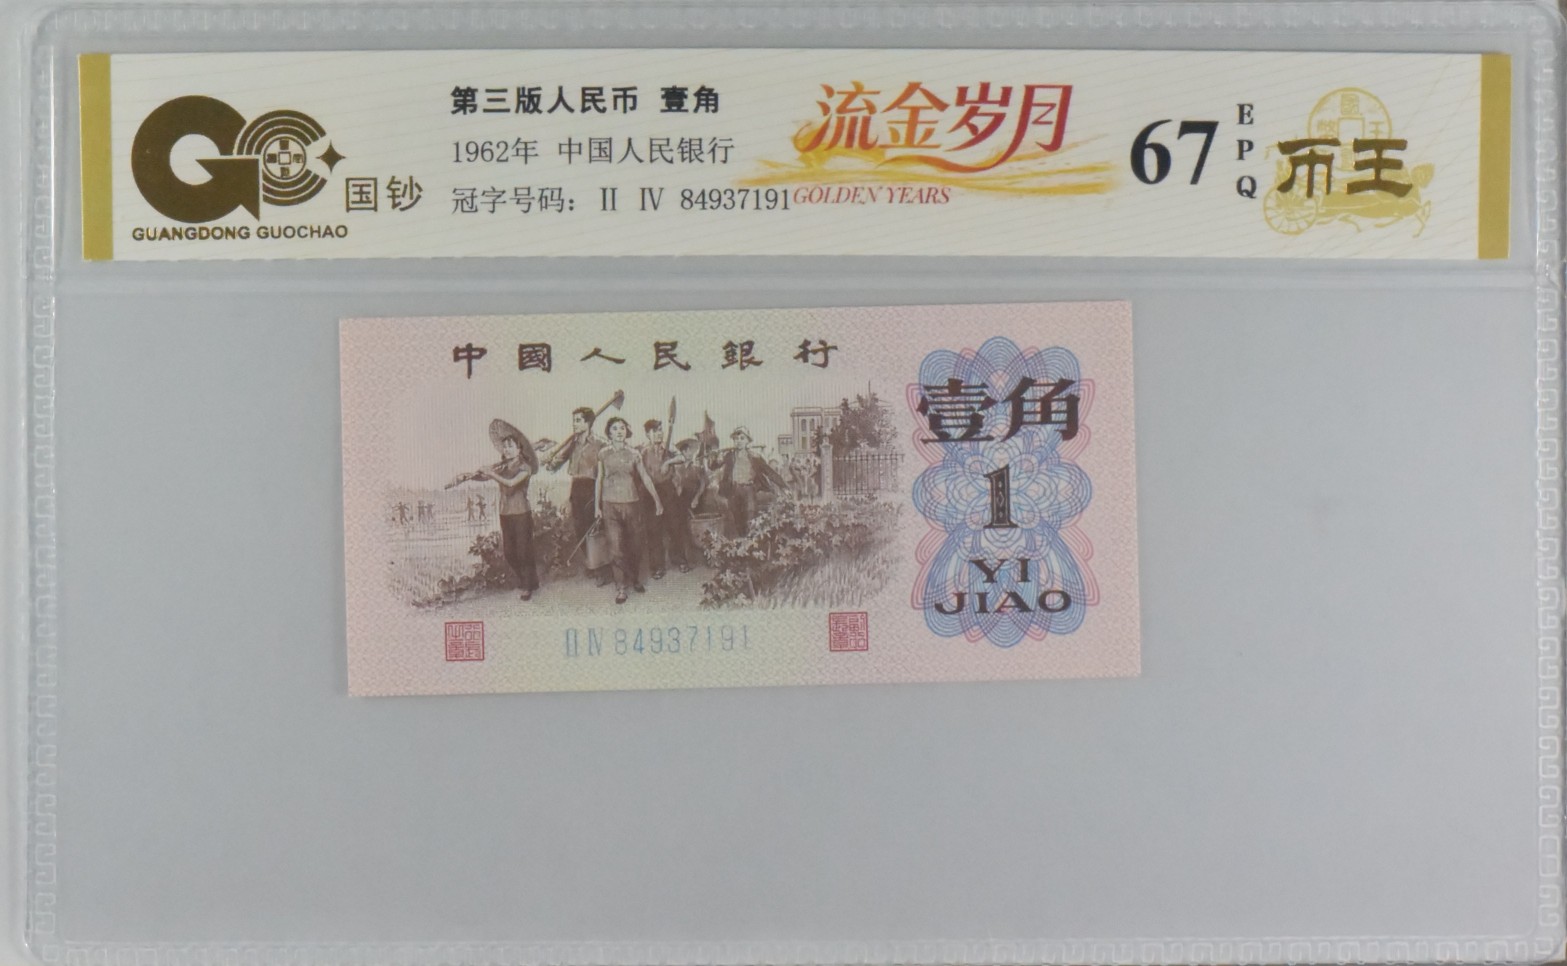 国钞
GUANGDONG GUOCHAO
第三版人民币 壹角
1962年 中国人民银行
冠字号码: Ⅱ Ⅳ 84937191
流金岁月
GOLDEN YEARS
67
EPQ
币王
中國人民銀行
壹角
1
YI
JIAO
Ⅱ Ⅳ 84937191